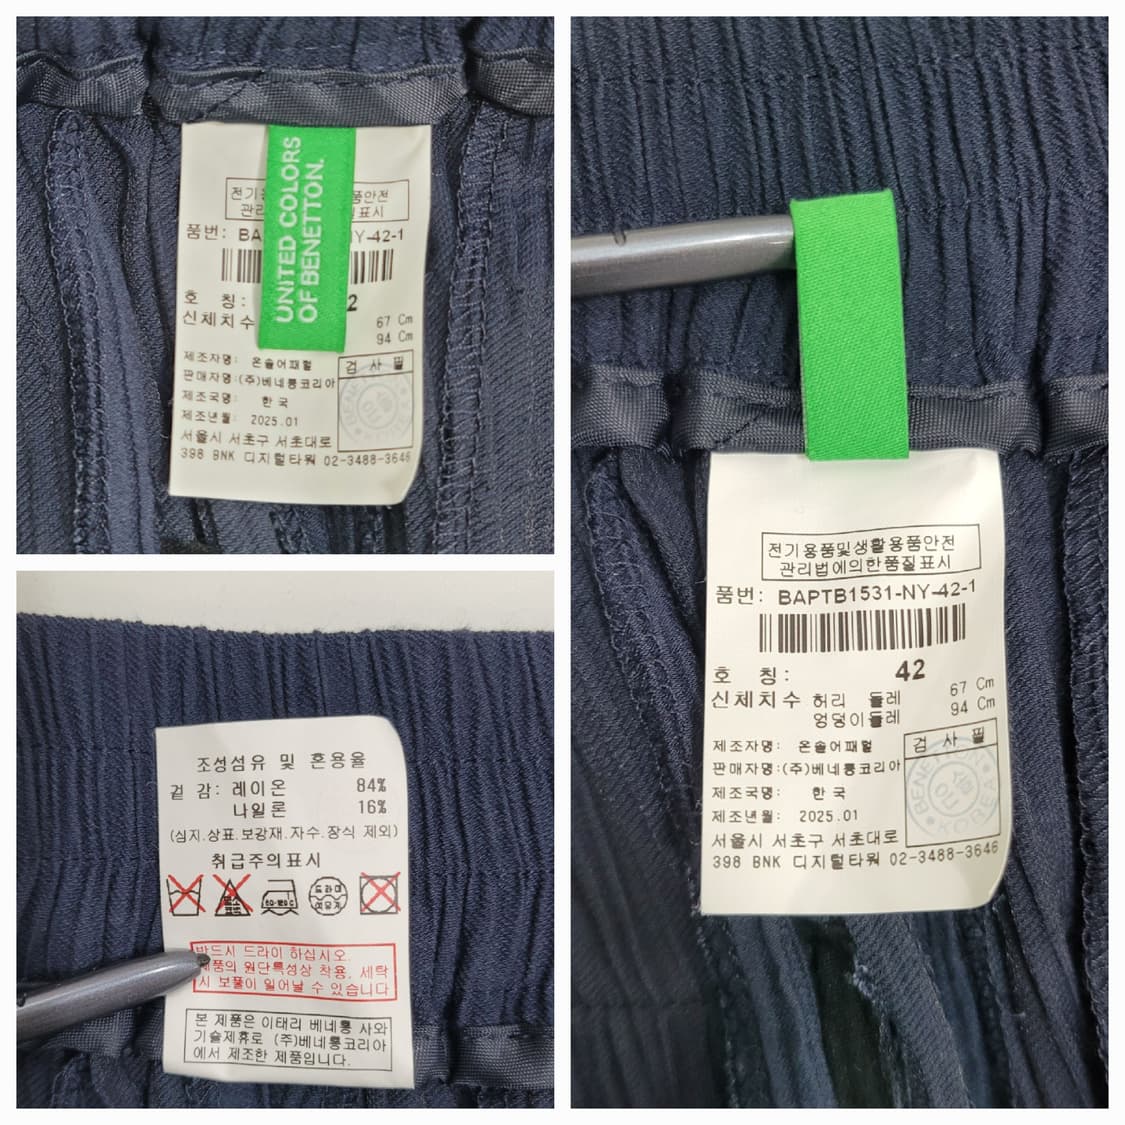 UNITED COLORS
OF BENETTON.
전기 품안전
관리 질표시
품번: BA Y-42-1
호 칭: 2
신체치수 67 Cm
94 Cm
제조자명: 온솔어패럴
검 사 필
판매자명:(주)베네통코리아
제조국명: 한 국
제조년월: 2025.01
서울시 서초구 서초대로
398 BNK 디지털타워 02-3488-3646
조성섬유 및 혼용율
겉 감: 레이온 84%
나일론 16%
(심지.상표.보강재.자수.장식 제외)
취급주의표시
드라이
반드시 드라이 하십시오.
제품의 원단특성상 착용, 세탁
시 보풀이 일어날 수 있습니다
본 제품은 이태리 베네통 사와
기술제휴로 (주)베네통코리아
에서 제조한 제품입니다.
전기용품및생활용품안전
관리법에의한품질표시
품번: BAPTB1531-NY-42-1
호 칭: 42
신체치수 허리 둘레 67 Cm
엉덩이둘레 94 Cm
제조자명: 온솔어패럴
검 사 필
판매자명:(주)베네통코리아
제조국명: 한 국
제조년월: 2025.01
BENETTON KOREA
온솔
서울시 서초구 서초대로
398 BNK 디지털타워 02-3488-3646